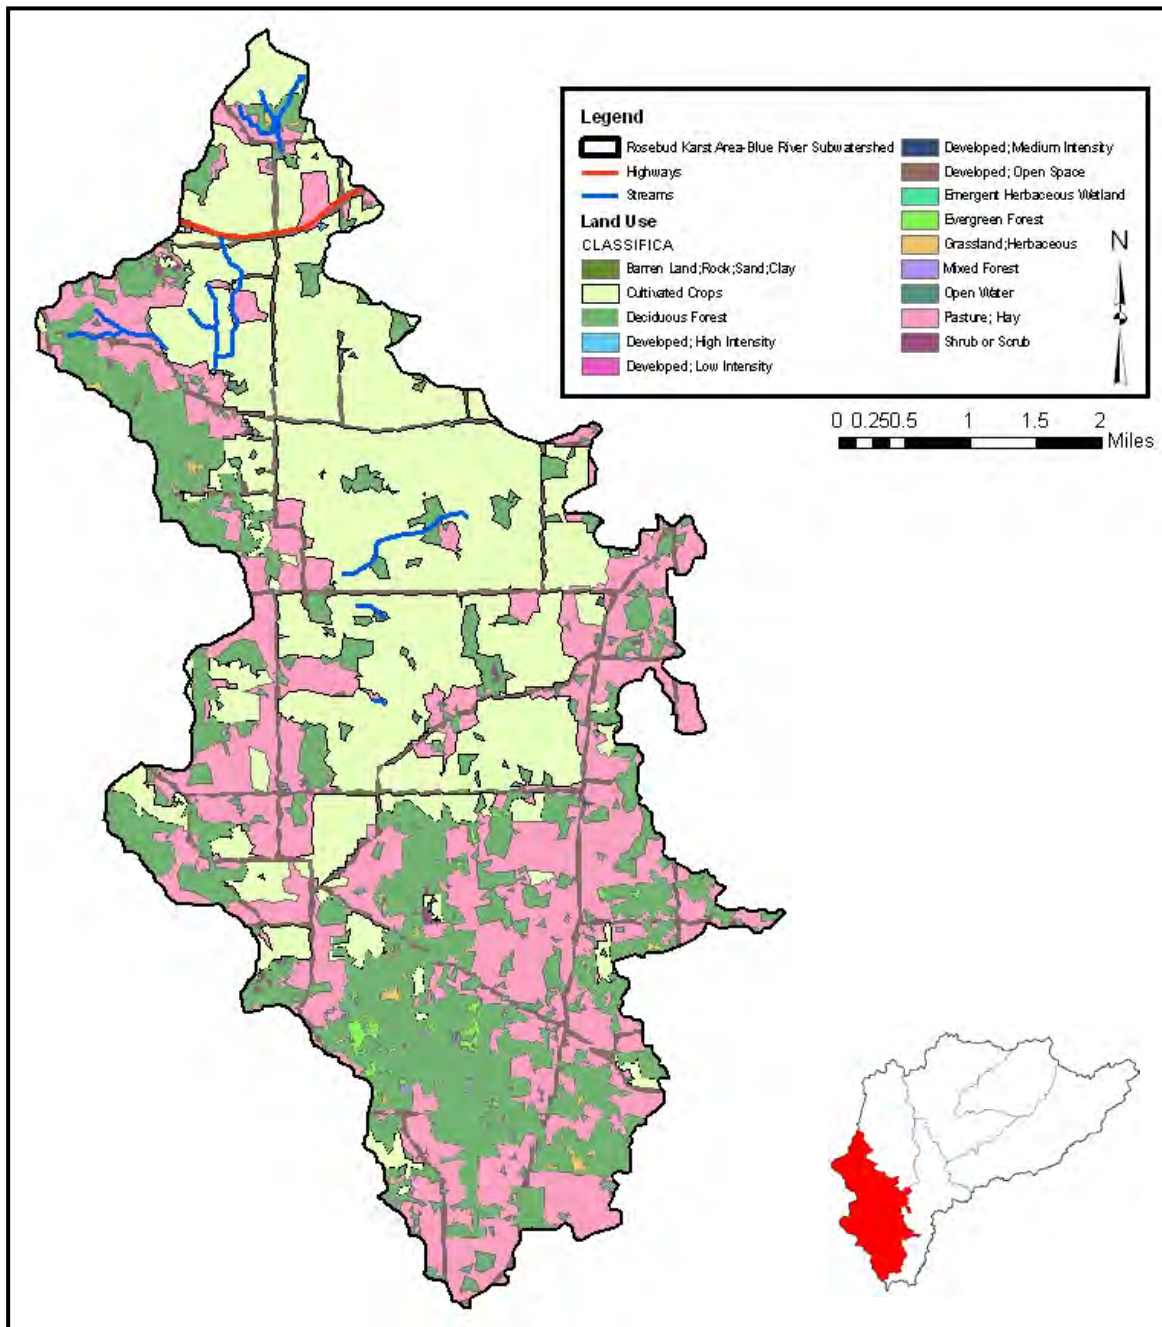 Legend
Rosebud Karst Area-Blue River Subwatershed
Highways
Streams
Land Use
CLASSIFICA
Barren Land;Rock;Sand;Clay
Cultivated Crops
Deciduous Forest
Developed; High Intensity
Developed; Low Intensity
Developed; Medium Intensity
Developed; Open Space
Emergent Herbaceous Wetland
Evergreen Forest
Grassland;Herbaceous
Mixed Forest
Open Water
Pasture; Hay
Shrub or Scrub
N
0 0.250.5 1 1.5 2
Miles